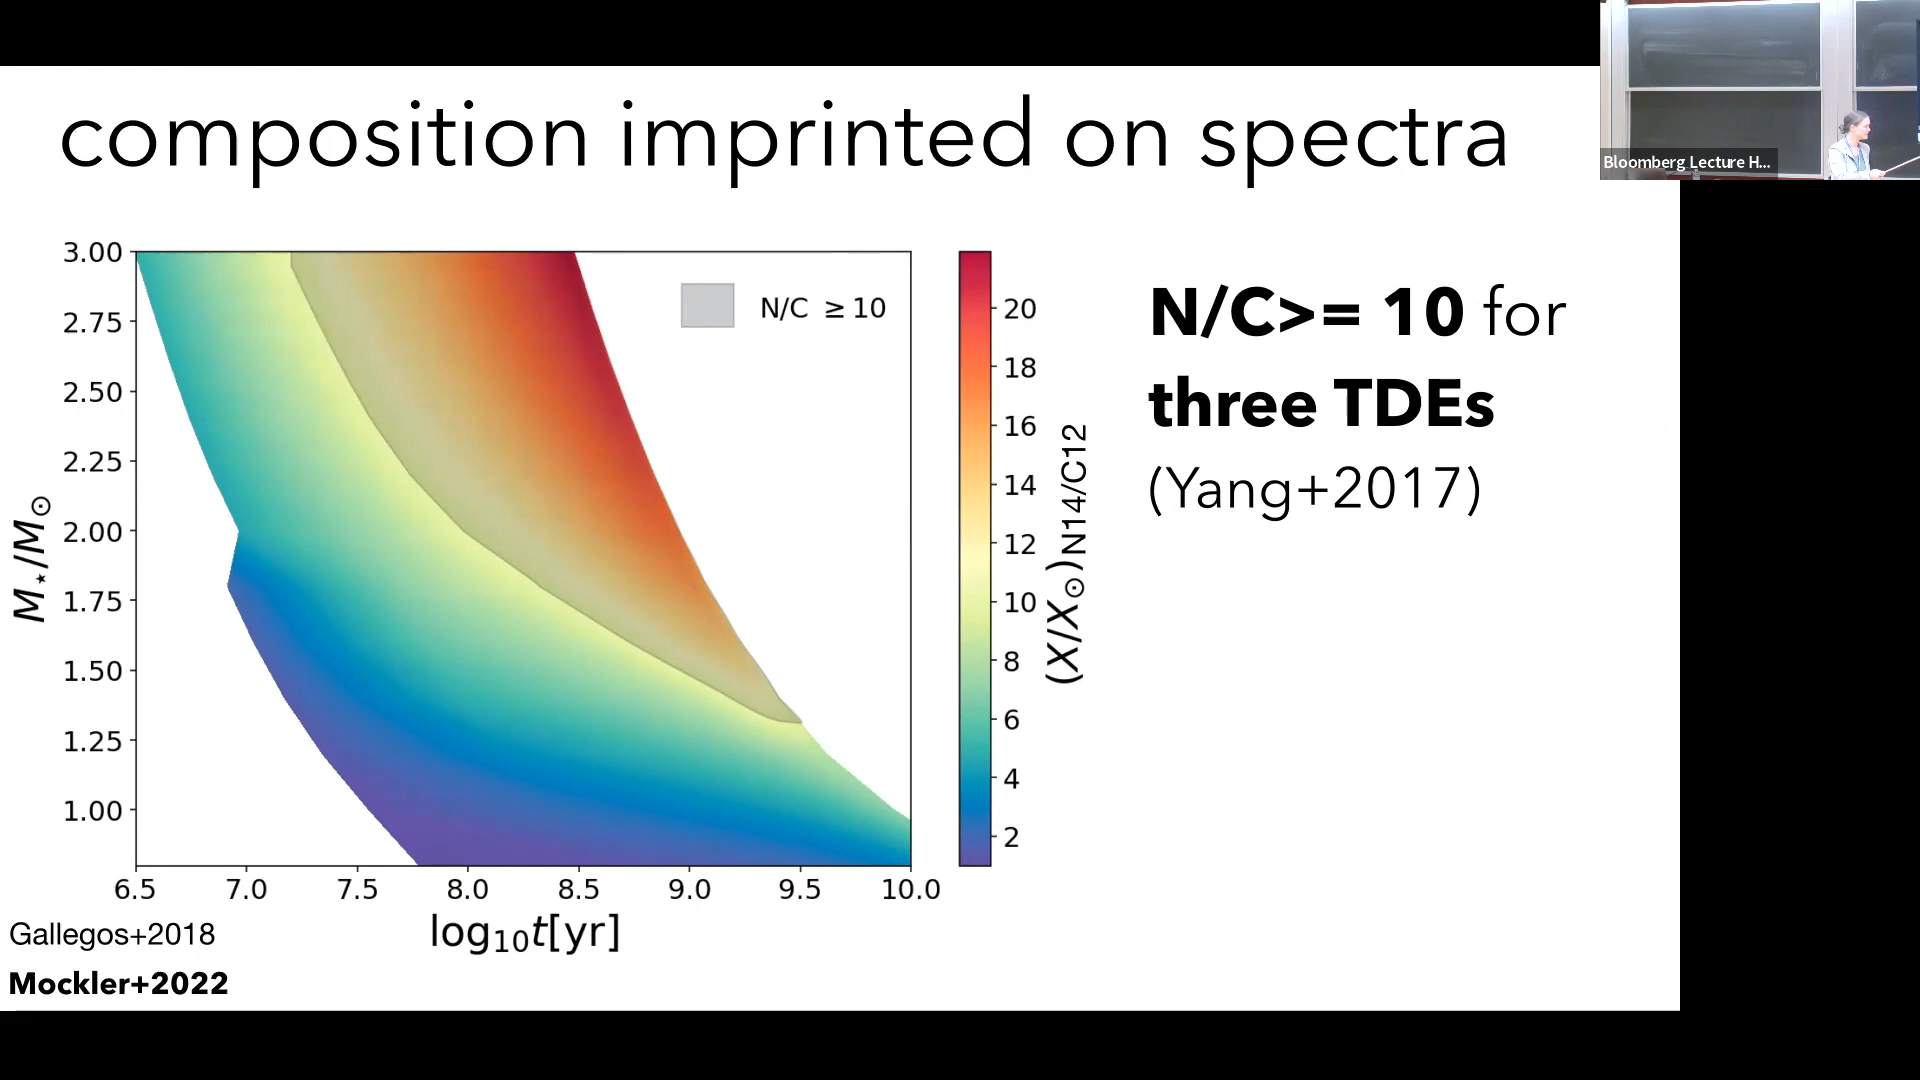 composition imprinted on spectra
Bloomberg Lecture H...
3.00
2.75
2.50
2.25
2.00
1.75
1.50
1.25
1.00
M⋆/M⊙
6.5 7.0 7.5 8.0 8.5 9.0 9.5 10.0
log₁₀t[yr]
N/C ≥ 10
20
18
16
14
12
10
8
6
4
2
(X/X⊙)N14/C12
N/C>= 10 for
three TDEs
(Yang+2017)
Gallegos+2018
Mockler+2022